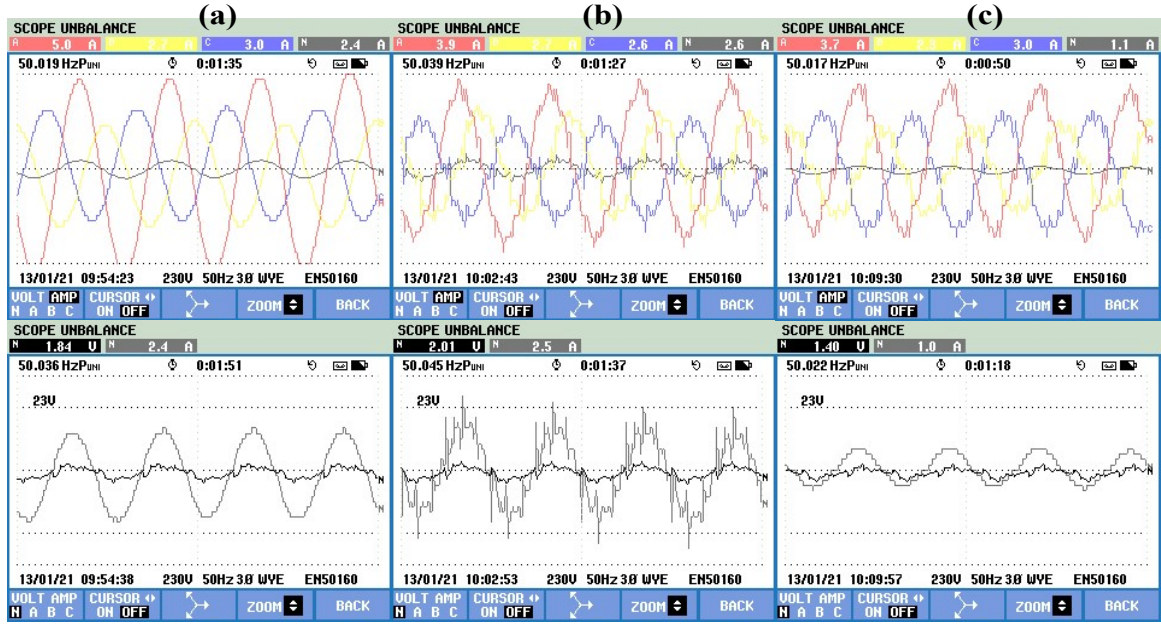 (a) (b) (c)
SCOPE UNBALANCE
A 5.0 A 2.7 A C 3.0 A N 2.4 A
50.019 HzPUNI 0:01:35
N
C
A
13/01/21 09:54:23 230V 50Hz 3Ø WYE EN50160
VOLT AMP CURSOR ZOOM BACK
N A B C ON OFF
SCOPE UNBALANCE
A 3.9 A 2.7 A C 2.6 A N 2.6 A
50.039 HzPUNI 0:01:27
A
13/01/21 10:02:43 230V 50Hz 3Ø WYE EN50160
VOLT AMP CURSOR ZOOM BACK
N A B C ON OFF
SCOPE UNBALANCE
A 3.7 A C 3.0 A N 1.1 A
50.017 HzPUNI 0:00:50
A
N
C
13/01/21 10:09:30 230V 50Hz 3Ø WYE EN50160
VOLT AMP CURSOR ZOOM BACK
N A B C ON OFF
SCOPE UNBALANCE
N 1.84 V N 2.4 A
50.036 HzPUNI 0:01:51
23V
N
N
13/01/21 09:54:38 230V 50Hz 3Ø WYE EN50160
VOLT AMP CURSOR ZOOM BACK
N A B C ON OFF
SCOPE UNBALANCE
N 2.01 V N 2.5 A
50.045 HzPUNI 0:01:37
23V
N
N
13/01/21 10:02:53 230V 50Hz 3Ø WYE EN50160
VOLT AMP CURSOR ZOOM BACK
N A B C ON OFF
SCOPE UNBALANCE
N 1.40 V N 1.0 A
50.022 HzPUNI 0:01:18
23V
N
13/01/21 10:09:57 230V 50Hz 3Ø WYE EN50160
VOLT AMP CURSOR ZOOM BACK
N A B C ON OFF